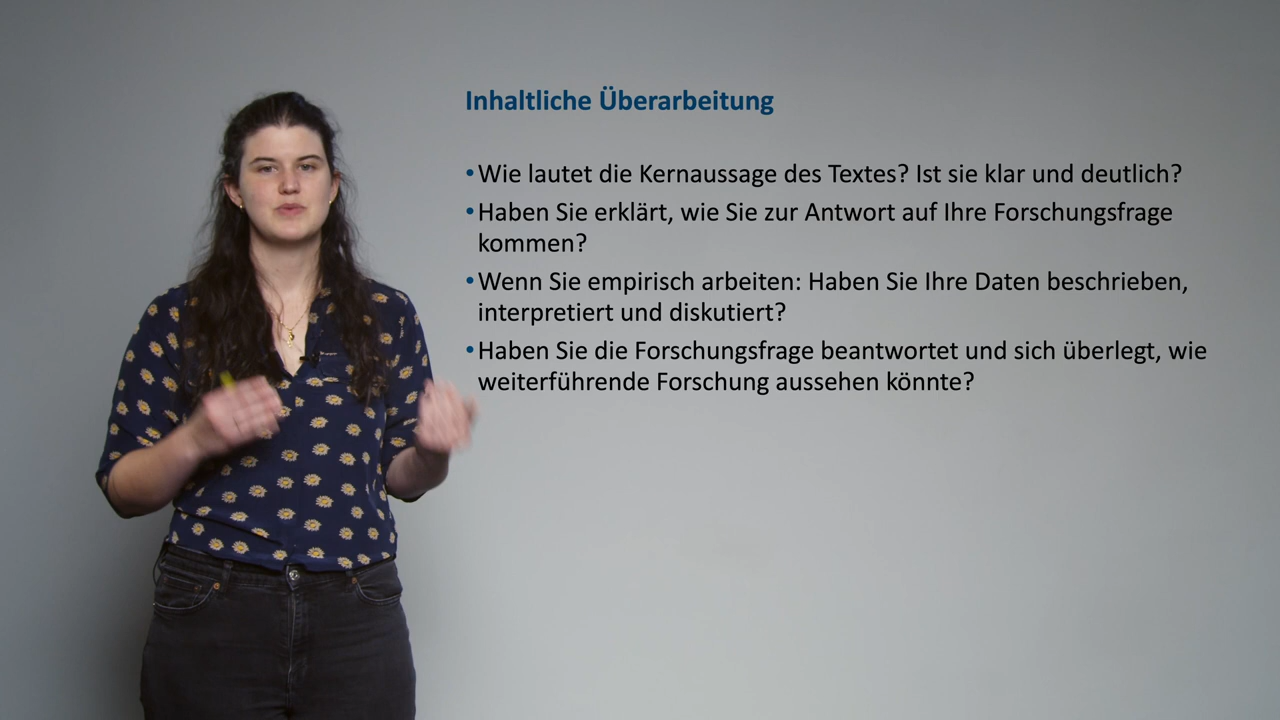 Inhaltliche Überarbeitung
• Wie lautet die Kernaussage des Textes? Ist sie klar und deutlich?
• Haben Sie erklärt, wie Sie zur Antwort auf Ihre Forschungsfrage
kommen?
• Wenn Sie empirisch arbeiten: Haben Sie Ihre Daten beschrieben,
interpretiert und diskutiert?
• Haben Sie die Forschungsfrage beantwortet und sich überlegt, wie
weiterführende Forschung aussehen könnte?